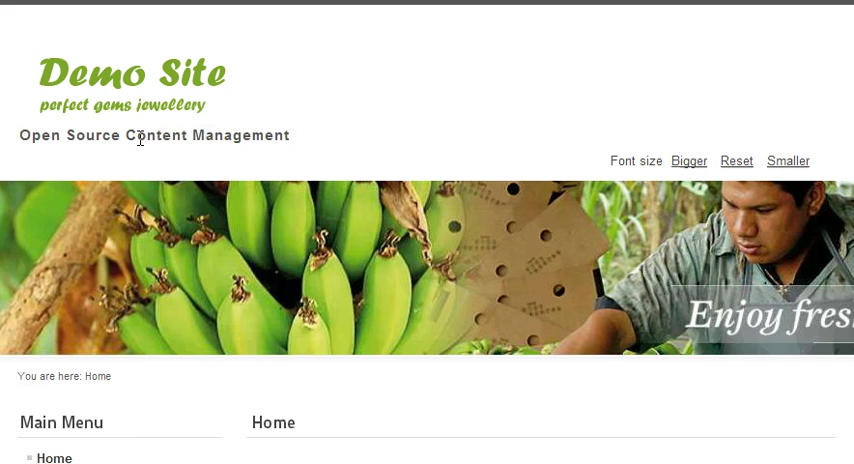 Demo Site
perfect gems jewellery
Open Source Content Management
Font size Bigger Reset Smaller
Enjoy fres
You are here: Home
Main Menu
Home
Home